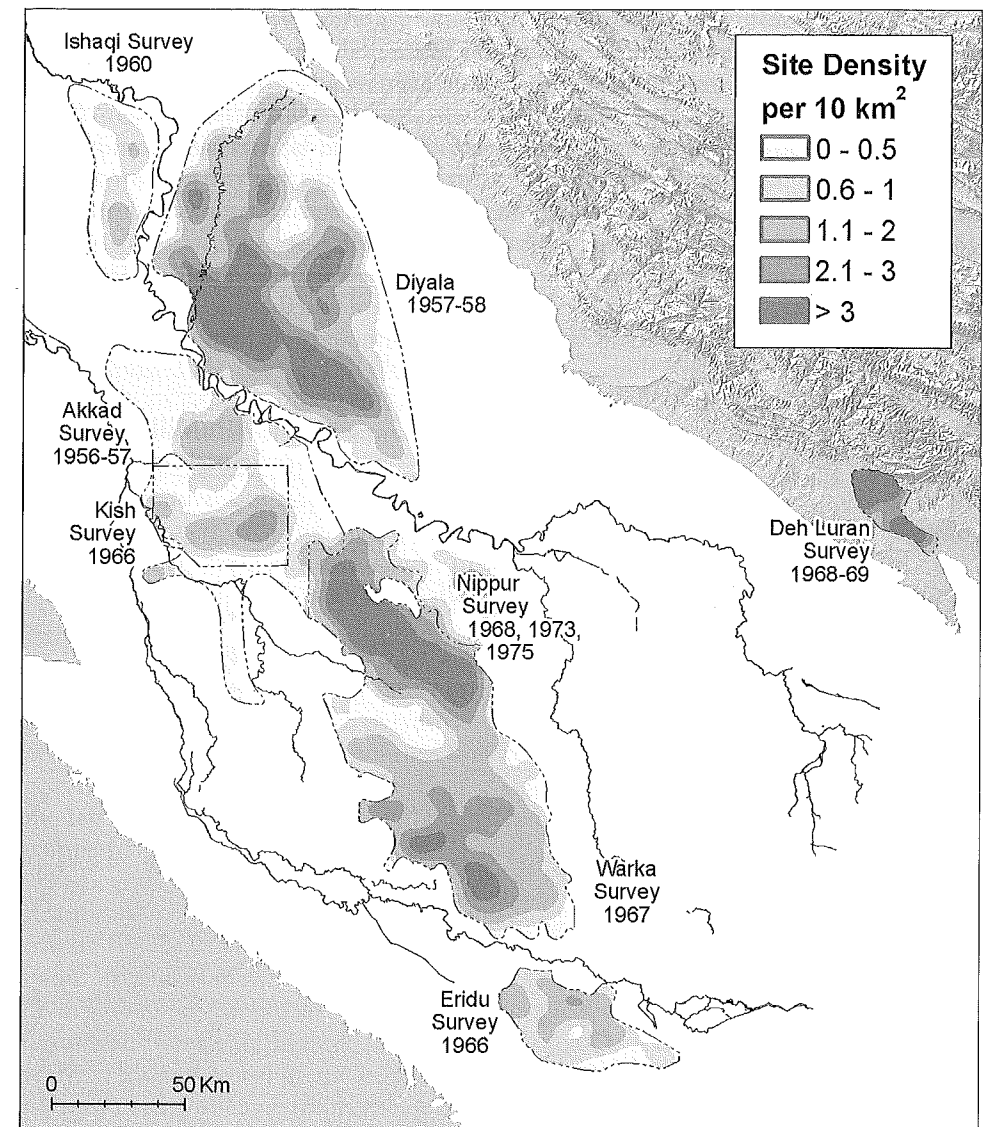 Ishaqi Survey
1960
Site Density
per 10 km²
0 - 0.5
0.6 - 1
1.1 - 2
2.1 - 3
> 3
Diyala
1957-58
Akkad
Survey
1956-57
Kish
Survey
1966
Deh Luran
Survey
1968-69
Nippur
Survey
1968, 1973,
1975
Warka
Survey
1967
Eridu
Survey
1966
0 50 Km